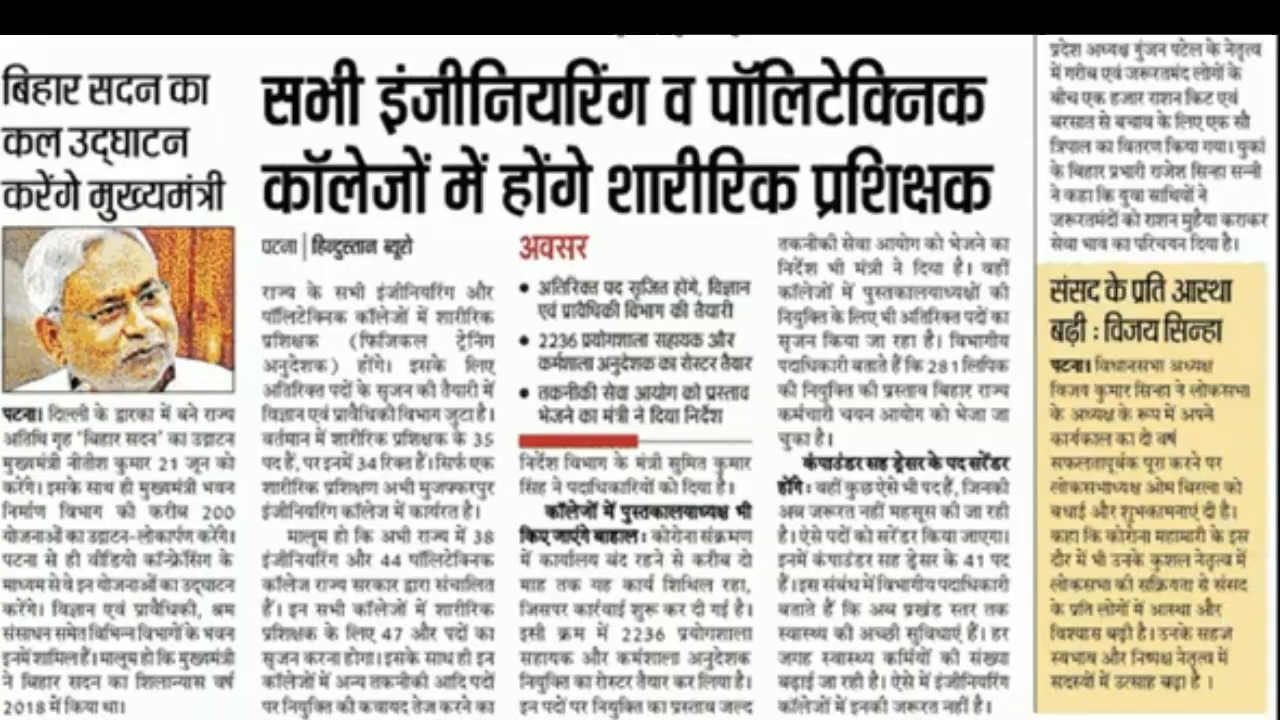 बिहार सदन का
कल उद्घाटन
करेंगे मुख्यमंत्री
पटना। दिल्ली के द्वारका में बने राज्य
अतिथि गृह 'बिहार सदन' का उद्घाटन
मुख्यमंत्री नीतीश कुमार 21 जून को
करेंगे। इसके साथ ही मुख्यमंत्री भवन
निर्माण विभाग की करीब 200
योजनाओं का उद्घाटन-लोकार्पण करेंगे।
पटना से ही वीडियो कॉन्फ्रेंसिंग के
माध्यम से वे इन योजनाओं का उद्घाटन
करेंगे। विज्ञान एवं प्रावैधिकी, श्रम
संसाधन समेत विभिन्न विभागों के भवन
इनमें शामिल हैं। मालूम हो कि मुख्यमंत्री
ने बिहार सदन का शिलान्यास वर्ष
2018 में किया था।
सभी इंजीनियरिंग व पॉलिटेक्निक
कॉलेजों में होंगे शारीरिक प्रशिक्षक
पटना | हिन्दुस्तान ब्यूरो
राज्य के सभी इंजीनियरिंग और
पॉलिटेक्निक कॉलेजों में शारीरिक
प्रशिक्षक (फिजिकल ट्रेनिंग
अनुदेशक) होंगे। इसके लिए
अतिरिक्त पदों के सृजन की तैयारी में
विज्ञान एवं प्रावैधिकी विभाग जुटा है।
वर्तमान में शारीरिक प्रशिक्षक के 35
पद हैं, पर इनमें 34 रिक्त हैं। सिर्फ एक
शारीरिक प्रशिक्षण अभी मुजफ्फरपुर
इंजीनियरिंग कॉलेज में कार्यरत है।
मालूम हो कि अभी राज्य में 38
इंजीनियरिंग और 44 पॉलिटेक्निक
कॉलेज राज्य सरकार द्वारा संचालित
हैं। इन सभी कॉलेजों में शारीरिक
प्रशिक्षक के लिए 47 और पदों का
सृजन करना होगा। इसके साथ ही इन
कॉलेजों में अन्य तकनीकी आदि पदों
पर नियुक्ति की कवायद तेज करने का
अवसर
• अतिरिक्त पद सृजित होंगे, विज्ञान
एवं प्रावैधिकी विभाग की तैयारी
• 2236 प्रयोगशाला सहायक और
कर्मशाला अनुदेशक का रोस्टर तैयार
• तकनीकी सेवा आयोग को प्रस्ताव
भेजने का मंत्री ने दिया निर्देश
निर्देश विभाग के मंत्री सुमित कुमार
सिंह ने पदाधिकारियों को दिया है।
कॉलेजों में पुस्तकालयाध्यक्ष भी
किए जाएंगे बाहाल : कोरोना संक्रमण
में कार्यालय बंद रहने से करीब दो
माह तक यह कार्य शिथिल रहा,
जिसपर कार्रवाई शुरू कर दी गई है।
इसी क्रम में 2236 प्रयोगशाला
सहायक और कर्मशाला अनुदेशक
नियुक्ति का रोस्टर तैयार कर लिया है।
इन पदों पर नियुक्ति का प्रस्ताव जल्द
तकनीकी सेवा आयोग को भेजने का
निर्देश भी मंत्री ने दिया है। वहीं
कॉलेजों में पुस्तकालयाध्यक्षों की
नियुक्ति के लिए भी अतिरिक्त पदों का
सृजन किया जा रहा है। विभागीय
पदाधिकारी बताते हैं कि 281 लिपिक
की नियुक्ति की प्रस्ताव बिहार राज्य
कर्मचारी चयन आयोग को भेजा जा
चुका है।
कंपाउंडर सह ड्रेसर के पद सरेंडर
होंगे : वहीं कुछ ऐसे भी पद हैं, जिनकी
अब जरूरत नहीं महसूस की जा रही
है। ऐसे पदों को सरेंडर किया जाएगा।
इनमें कंपाउंडर सह ड्रेसर के 41 पद
हैं। इस संबंध में विभागीय पदाधिकारी
बताते हैं कि अब प्रखंड स्तर तक
स्वास्थ्य की अच्छी सुविधाएं हैं। हर
जगह स्वास्थ्य कर्मियों की संख्या
बढ़ाई जा रही है। ऐसे में इंजीनियरिंग
कॉलेजों में इनकी जरूरत नहीं है।
प्रदेश अध्यक्ष गुंजन पटेल के नेतृत्व
में गरीब एवं जरूरतमंद लोगों के
बीच एक हजार राशन किट एवं
बरसात से बचाव के लिए एक सौ
त्रिपाल का वितरण किया गया। युकां
के बिहार प्रभारी राजेश सिन्हा सन्नी
ने कहा कि युवा साथियों ने
जरूरतमंदों को राशन मुहैया कराकर
सेवा भाव का परिचयन दिया है।
संसद के प्रति आस्था
बढ़ी : विजय सिन्हा
पटना। विधानसभा अध्यक्ष
विजय कुमार सिन्हा ने लोकसभा
के अध्यक्ष के रूप में अपने
कार्यकाल का दो वर्ष
सफलतापूर्वक पूरा करने पर
लोकसभाध्यक्ष ओम बिरला को
बधाई और शुभकामनाएं दी है।
कहा कि कोरोना महामारी के इस
दौर में भी उनके कुशल नेतृत्व में
लोकसभा की सक्रियता से संसद
के प्रति लोगों में आस्था और
विश्वास बढ़ी है। उनके सहज
स्वभाव और निष्पक्ष नेतृत्व में
सदस्यों में उत्साह बढ़ा है ।